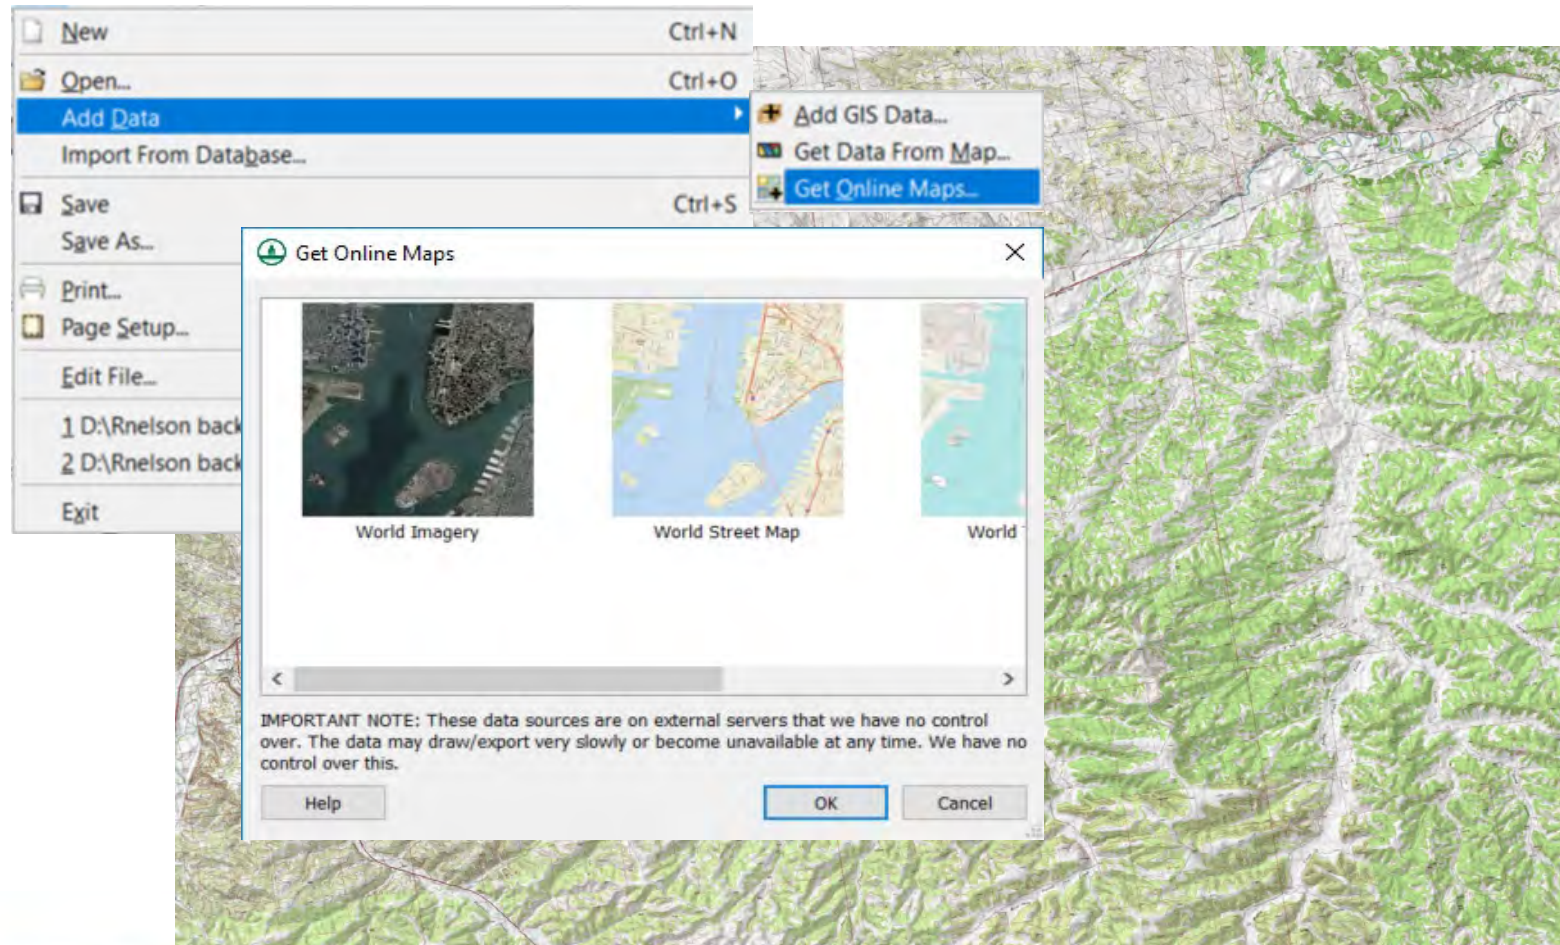 New Ctrl+N
Open... Ctrl+O
Add Data
Import From Database...
Save Ctrl+S
Save As...
Print...
Page Setup...
Edit File...
1 D:\Rnelson back
2 D:\Rnelson back
Exit
Add GIS Data...
Get Data From Map...
Get Online Maps...
Get Online Maps
World Imagery
World Street Map
World
IMPORTANT NOTE: These data sources are on external servers that we have no control
over. The data may draw/export very slowly or become unavailable at any time. We have no
control over this.
Help
OK
Cancel